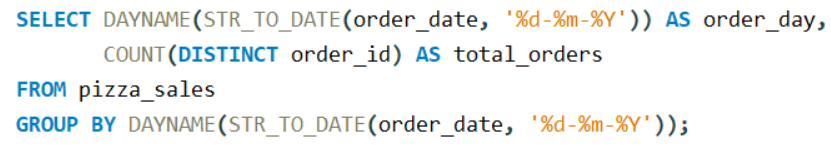 SELECT DAYNAME(STR_TO_DATE(order_date, '%d-%m-%Y')) AS order_day,
COUNT(DISTINCT order_id) AS total_orders
FROM pizza_sales
GROUP BY DAYNAME(STR_TO_DATE(order_date, '%d-%m-%Y'));